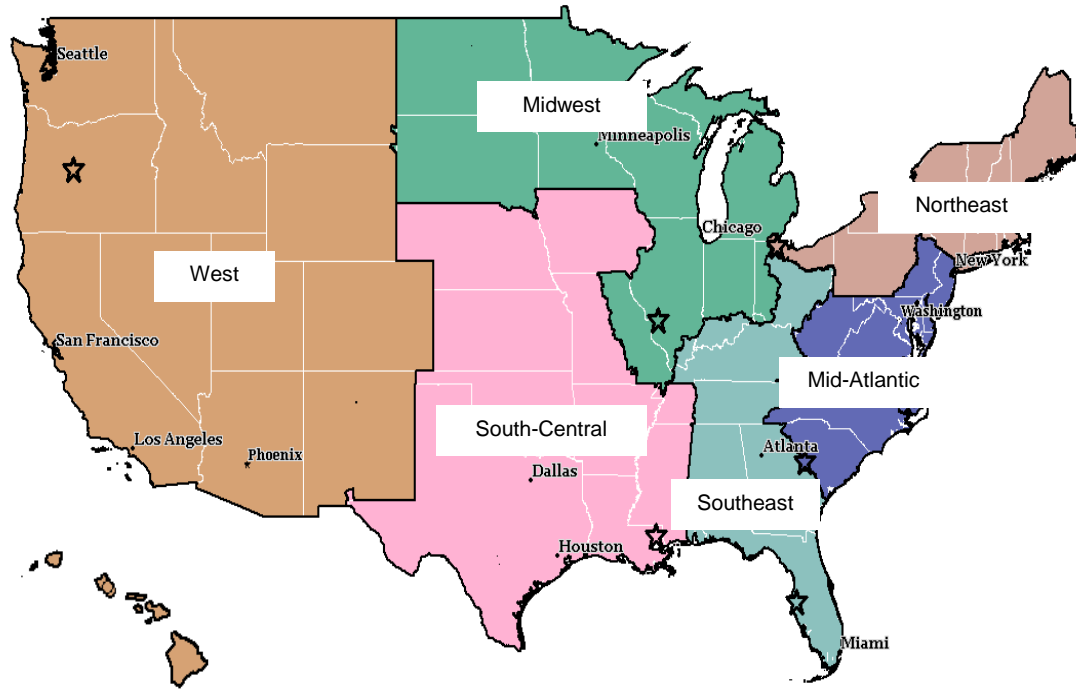 Seattle
Midwest
Minneapolis
Northeast
Chicago
New York
West
Washington
San Francisco
Mid-Atlantic
South-Central
Los Angeles
Atlanta
Phoenix
Dallas
Southeast
Houston
Miami